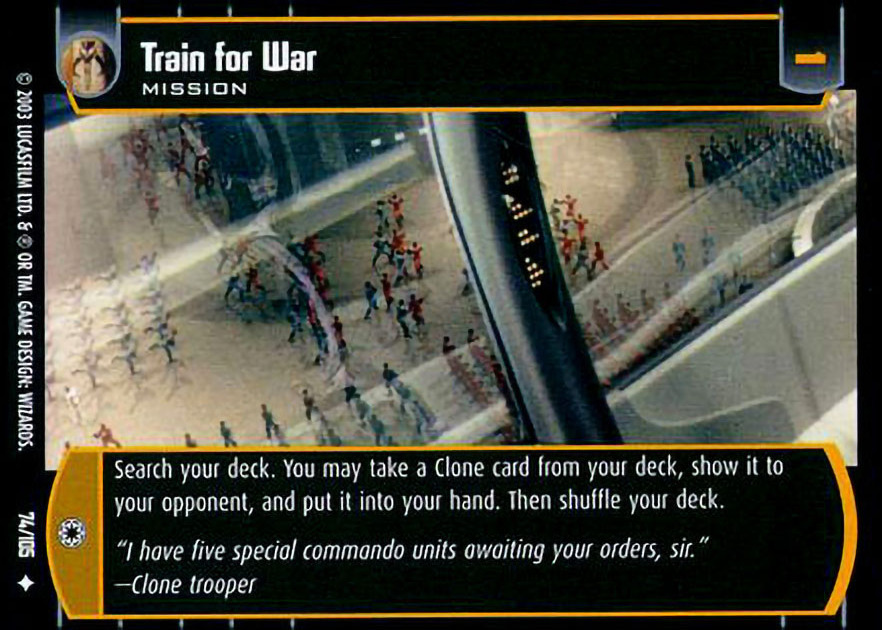 Train for War
MISSION
1
© 2003 LUCASFILM LTD. & ® OR TM. GAME DESIGN: WIZARDS.
74/105
Search your deck. You may take a Clone card from your deck, show it to
your opponent, and put it into your hand. Then shuffle your deck.
“I have five special commando units awaiting your orders, sir.”
—Clone trooper